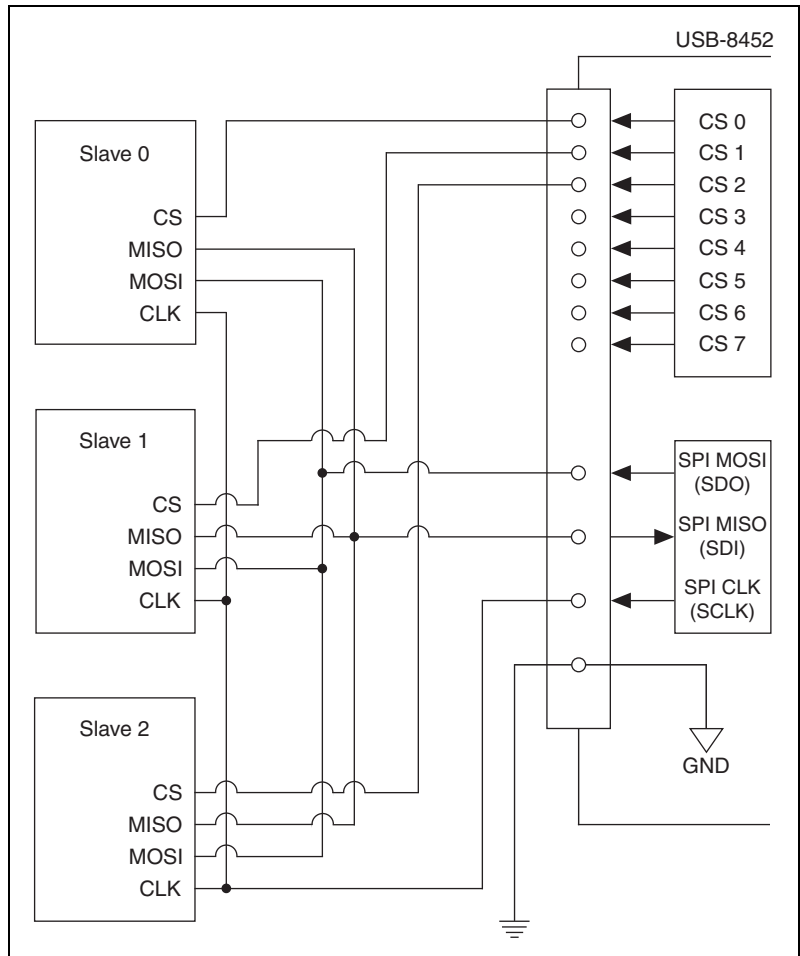 USB-8452
Slave 0
CS
MISO
MOSI
CLK
CS 0
CS 1
CS 2
CS 3
CS 4
CS 5
CS 6
CS 7
Slave 1
CS
MISO
MOSI
CLK
SPI MOSI
(SDO)
SPI MISO
(SDI)
SPI CLK
(SCLK)
Slave 2
CS
MISO
MOSI
CLK
GND